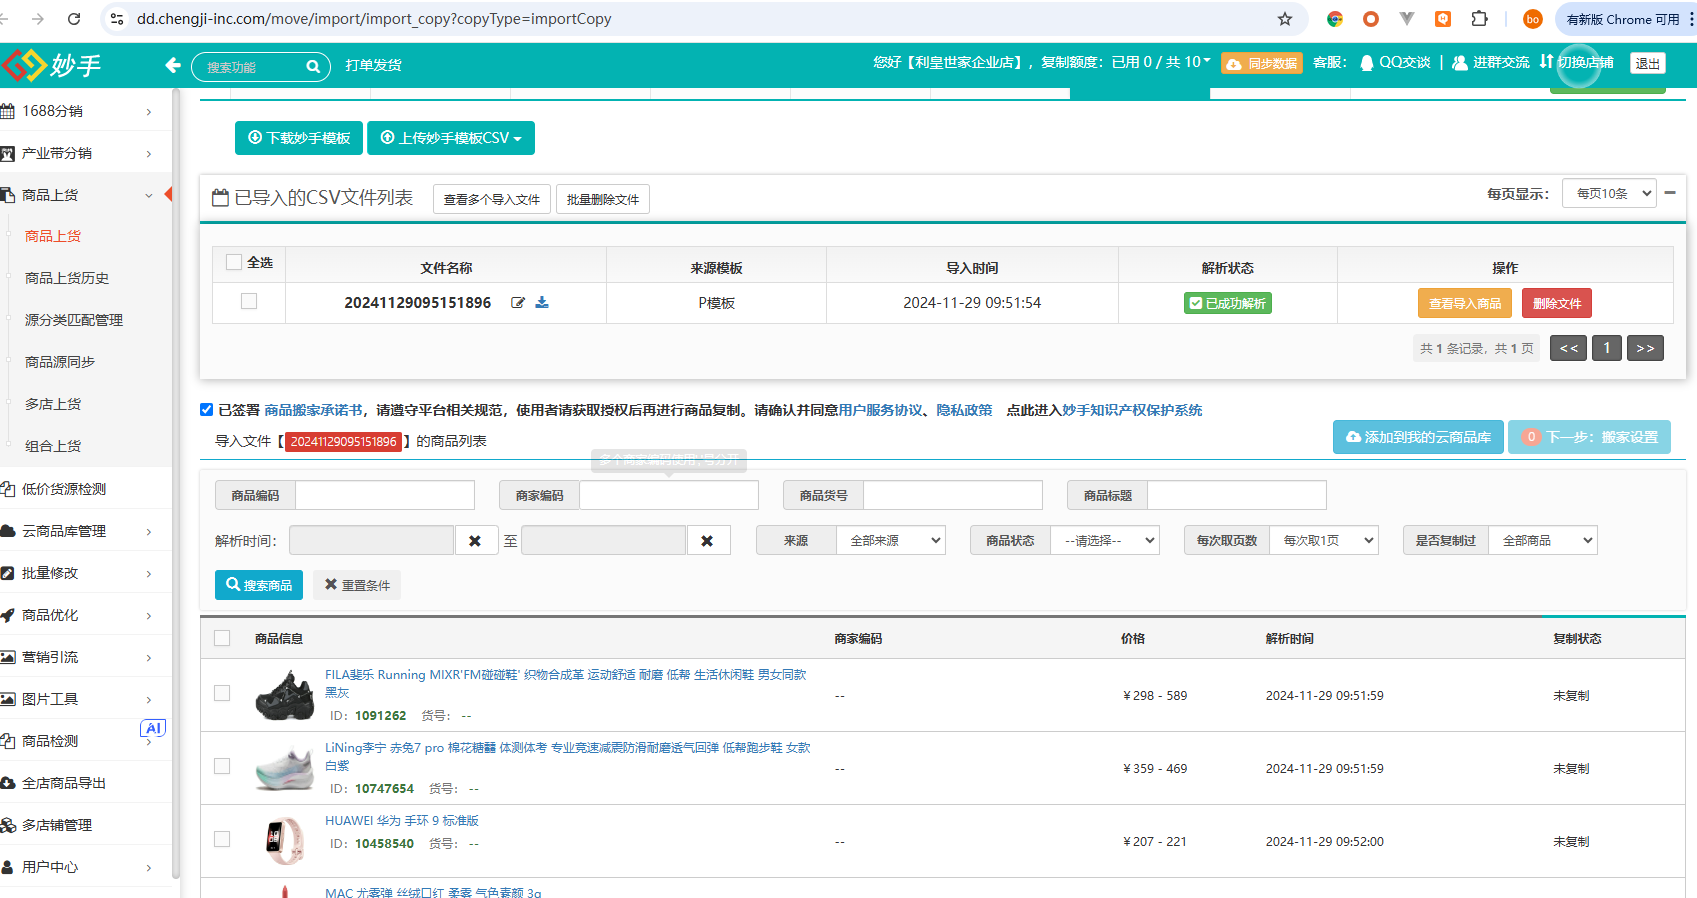 dd.chengji-inc.com/move/import/import_copy?copyType=importCopy
bo
有新版 Chrome 可用
妙手
搜索功能
打单发货
您好【利皇世家企业店】，复制额度：已用 0 / 共 10
同步数据
客服：
QQ交谈
|
进群交流
切换店铺
退出
1688分销
产业带分销
商品上货
商品上货
商品上货历史
源分类匹配管理
商品源同步
多店上货
组合上货
低价货源检测
云商品库管理
批量修改
商品优化
营销引流
图片工具
AI
商品检测
全店商品导出
多店铺管理
用户中心
下载妙手模板
上传妙手模板CSV
已导入的CSV文件列表
查看多个导入文件
批量删除文件
每页显示：
每页10条
全选 文件名称 来源模板 导入时间 解析状态 操作
20241129095151896 P模板 2024-11-29 09:51:54 已成功解析 查看导入商品 删除文件
共 1 条记录，共 1 页 << 1 >>
已签署 商品搬家承诺书，请遵守平台相关规范，使用者请获取授权后再进行商品复制。请确认并同意用户服务协议、隐私政策 点此进入妙手知识产权保护系统
导入文件【20241129095151896】的商品列表
添加到我的云商品库
0 下一步：搬家设置
多个商家编码使用,号分开
商品编码 商家编码 商品货号 商品标题
解析时间： 至 来源 全部来源 商品状态 --请选择-- 每次取页数 每次取1页 是否复制过 全部商品
搜索商品 重置条件
商品信息 商家编码 价格 解析时间 复制状态
FILA斐乐 Running MIXR'FM碰碰鞋' 织物合成革 运动舒适 耐磨 低帮 生活休闲鞋 男女同款
黑灰
ID：1091262 货号： --
-- ￥298 - 589 2024-11-29 09:51:59 未复制
LiNing李宁 赤兔7 pro 棉花糖䨻 体测体考 专业竞速减震防滑耐磨透气回弹 低帮跑步鞋 女款
白紫
ID：10747654 货号： --
-- ￥359 - 469 2024-11-29 09:51:59 未复制
HUAWEI 华为 手环 9 标准版
ID：10458540 货号： --
-- ￥207 - 221 2024-11-29 09:52:00 未复制
MAC 尤雾弹 丝绒口红 柔雾 气色素颜 3g